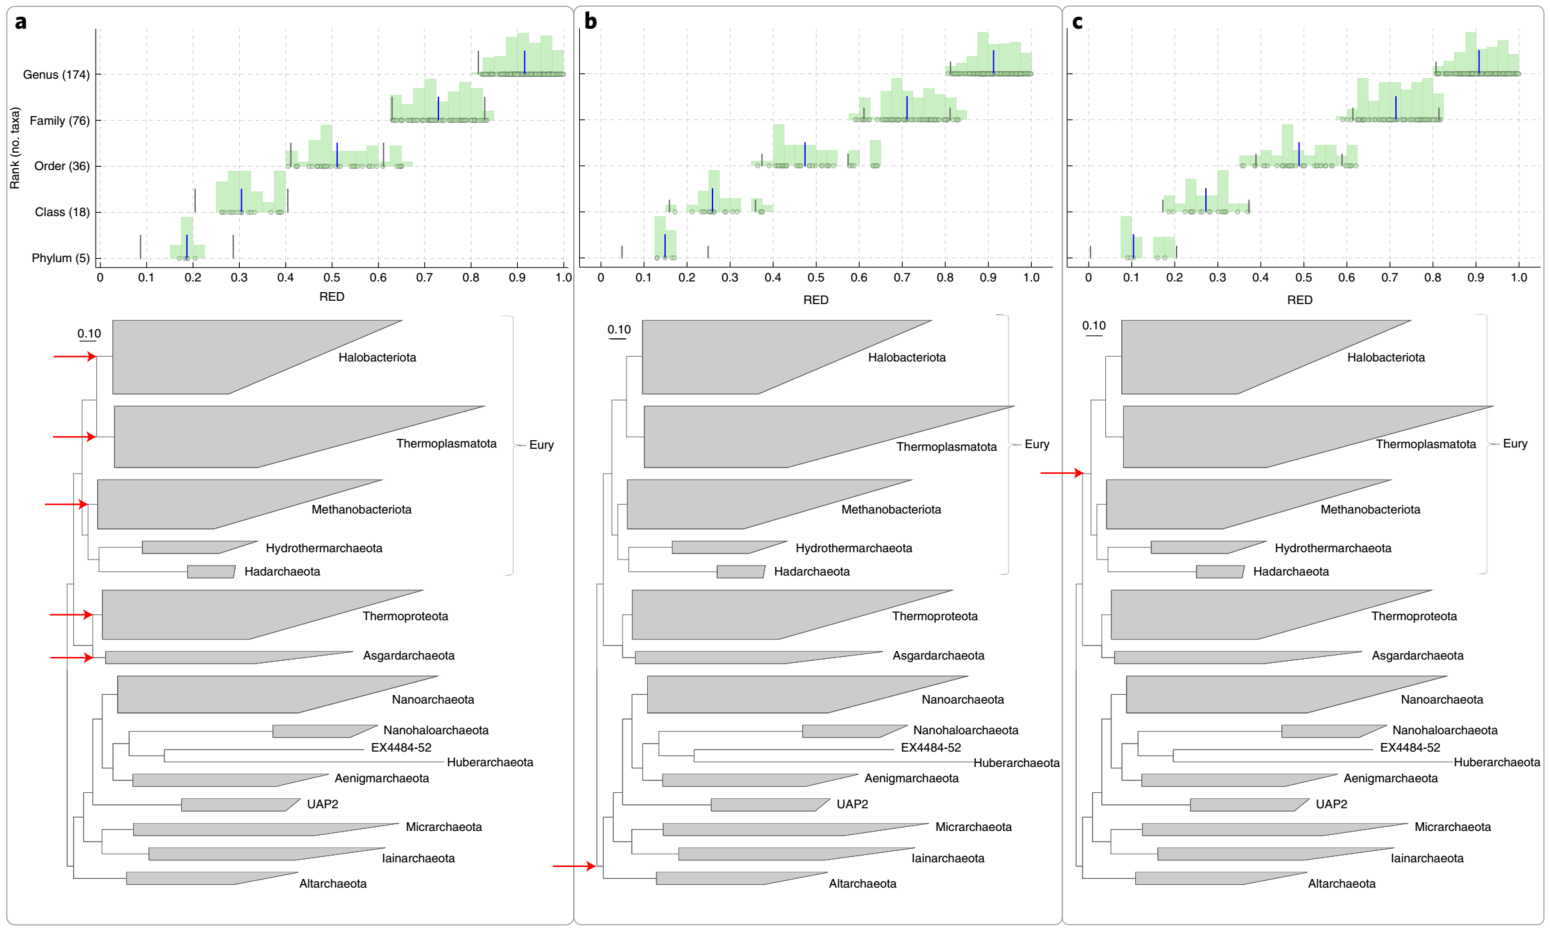 a
Rank (no. taxa)
Genus (174)
Family (76)
Order (36)
Class (18)
Phylum (5)
0 0.1 0.2 0.3 0.4 0.5 0.6 0.7 0.8 0.9 1.0
RED
0.10
Halobacteriota
Thermoplasmatota
Eury
Methanobacteriota
Hydrothermarchaeota
Hadarchaeota
Thermoproteota
Asgardarchaeota
Nanoarchaeota
Nanohaloarchaeota
EX4484-52
Huberarchaeota
Aenigmarchaeota
UAP2
Micrarchaeota
Iainarchaeota
Altarchaeota
b
0 0.1 0.2 0.3 0.4 0.5 0.6 0.7 0.8 0.9 1.0
RED
0.10
Halobacteriota
Thermoplasmatota
Eury
Methanobacteriota
Hydrothermarchaeota
Hadarchaeota
Thermoproteota
Asgardarchaeota
Nanoarchaeota
Nanohaloarchaeota
EX4484-52
Huberarchaeota
Aenigmarchaeota
UAP2
Micrarchaeota
Iainarchaeota
Altarchaeota
c
0 0.1 0.2 0.3 0.4 0.5 0.6 0.7 0.8 0.9 1.0
RED
0.10
Halobacteriota
Thermoplasmatota
Eury
Methanobacteriota
Hydrothermarchaeota
Hadarchaeota
Thermoproteota
Asgardarchaeota
Nanoarchaeota
Nanohaloarchaeota
EX4484-52
Huberarchaeota
Aenigmarchaeota
UAP2
Micrarchaeota
Iainarchaeota
Altarchaeota